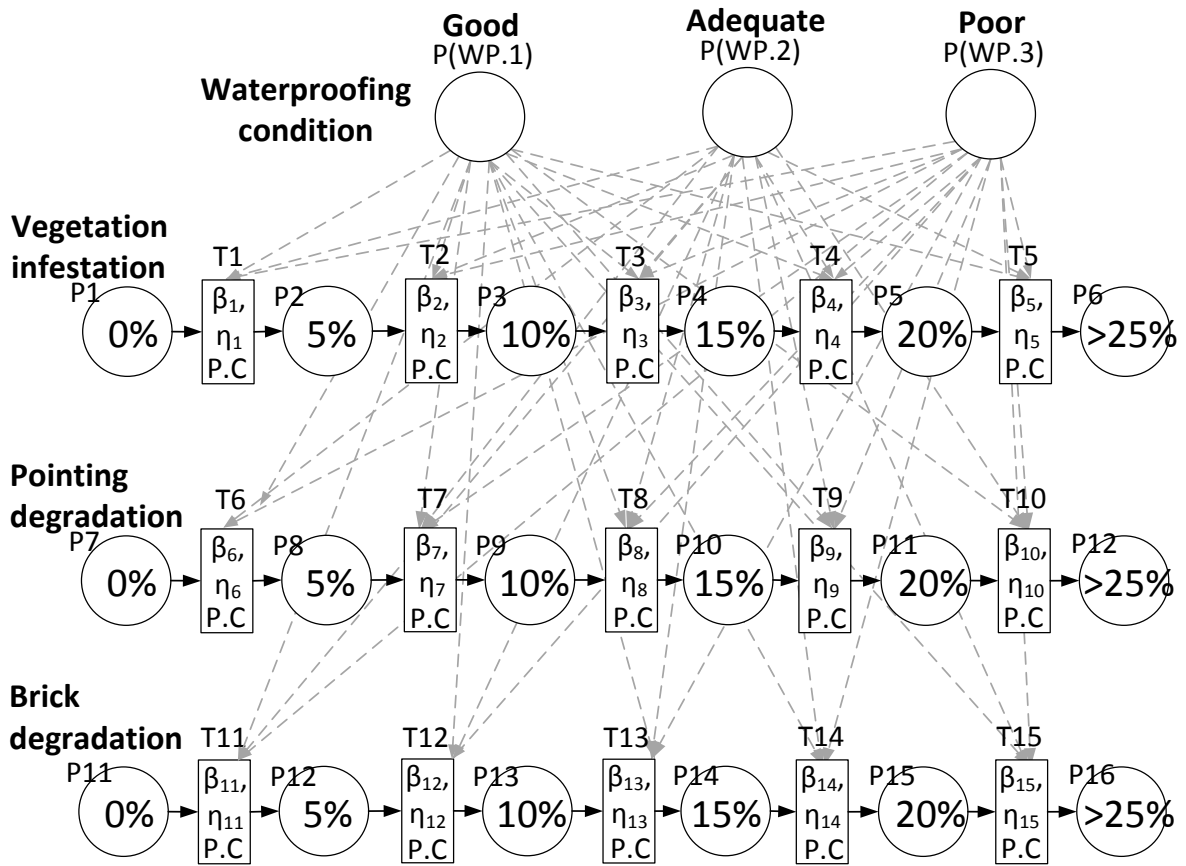 Good
Adequate
Poor
P(WP.1)
P(WP.2)
P(WP.3)
Waterproofing
condition
Vegetation
infestation
T1
T2
T3
T4
T5
P1
P2
P3
P4
P5
P6
0%
β₁,
η₁
P.C
5%
β₂,
η₂
P.C
10%
β₃,
η₃
P.C
15%
β₄,
η₄
P.C
20%
β₅,
η₅
P.C
>25%
Pointing
degradation
T6
T7
T8
T9
T10
P7
P8
P9
P10
P11
P12
0%
β₆,
η₆
P.C
5%
β₇,
η₇
P.C
10%
β₈,
η₈
P.C
15%
β₉,
η₉
P.C
20%
β₁₀,
η₁₀
P.C
>25%
Brick
degradation
T11
T12
T13
T14
T15
P11
P12
P13
P14
P15
P16
0%
β₁₁,
η₁₁
P.C
5%
β₁₂,
η₁₂
P.C
10%
β₁₃,
η₁₃
P.C
15%
β₁₄,
η₁₄
P.C
20%
β₁₅,
η₁₅
P.C
>25%